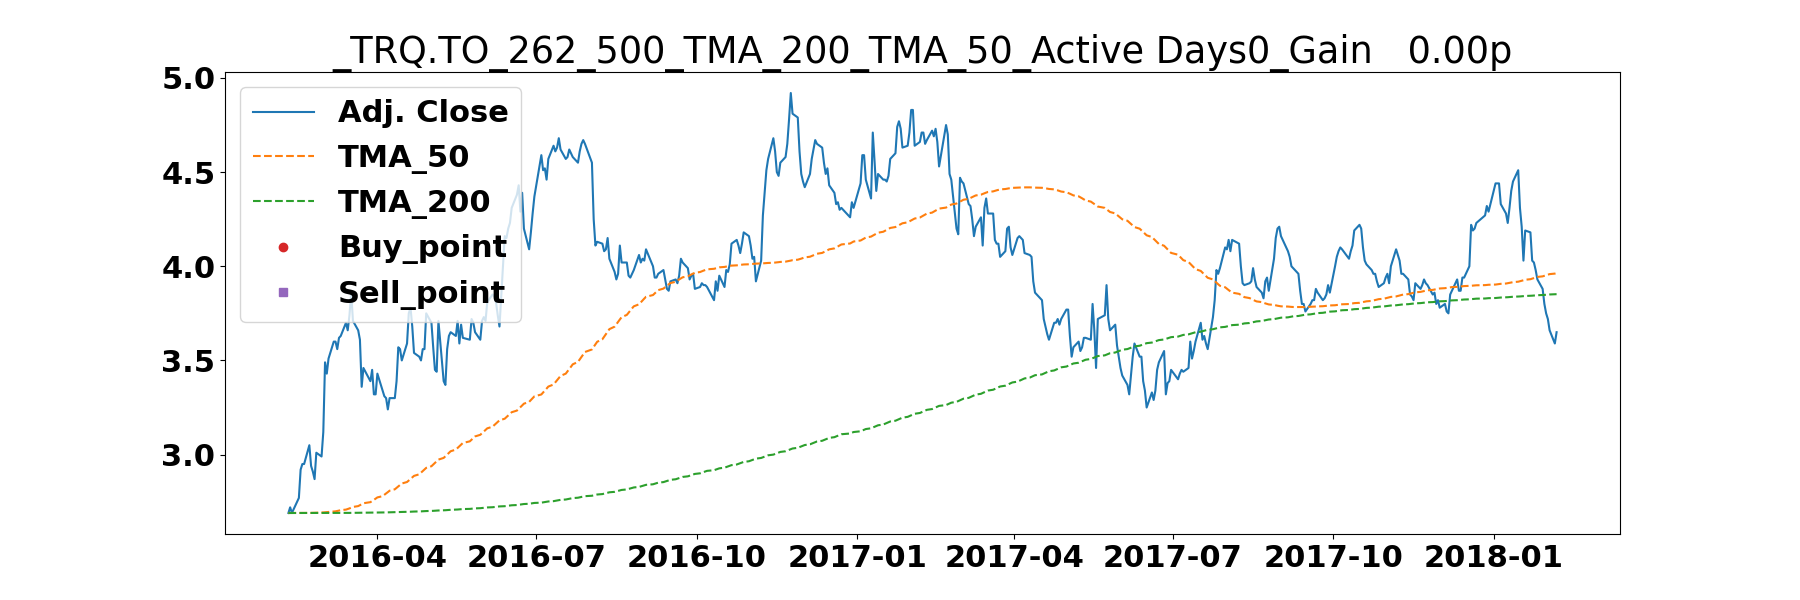 _TRQ.TO_262_500_TMA_200_TMA_50_Active Days0_Gain   0.00p
5.0
4.5
4.0
3.5
3.0
Adj. Close
TMA_50
TMA_200
Buy_point
Sell_point
2016-04 2016-07 2016-10 2017-01 2017-04 2017-07 2017-10 2018-01